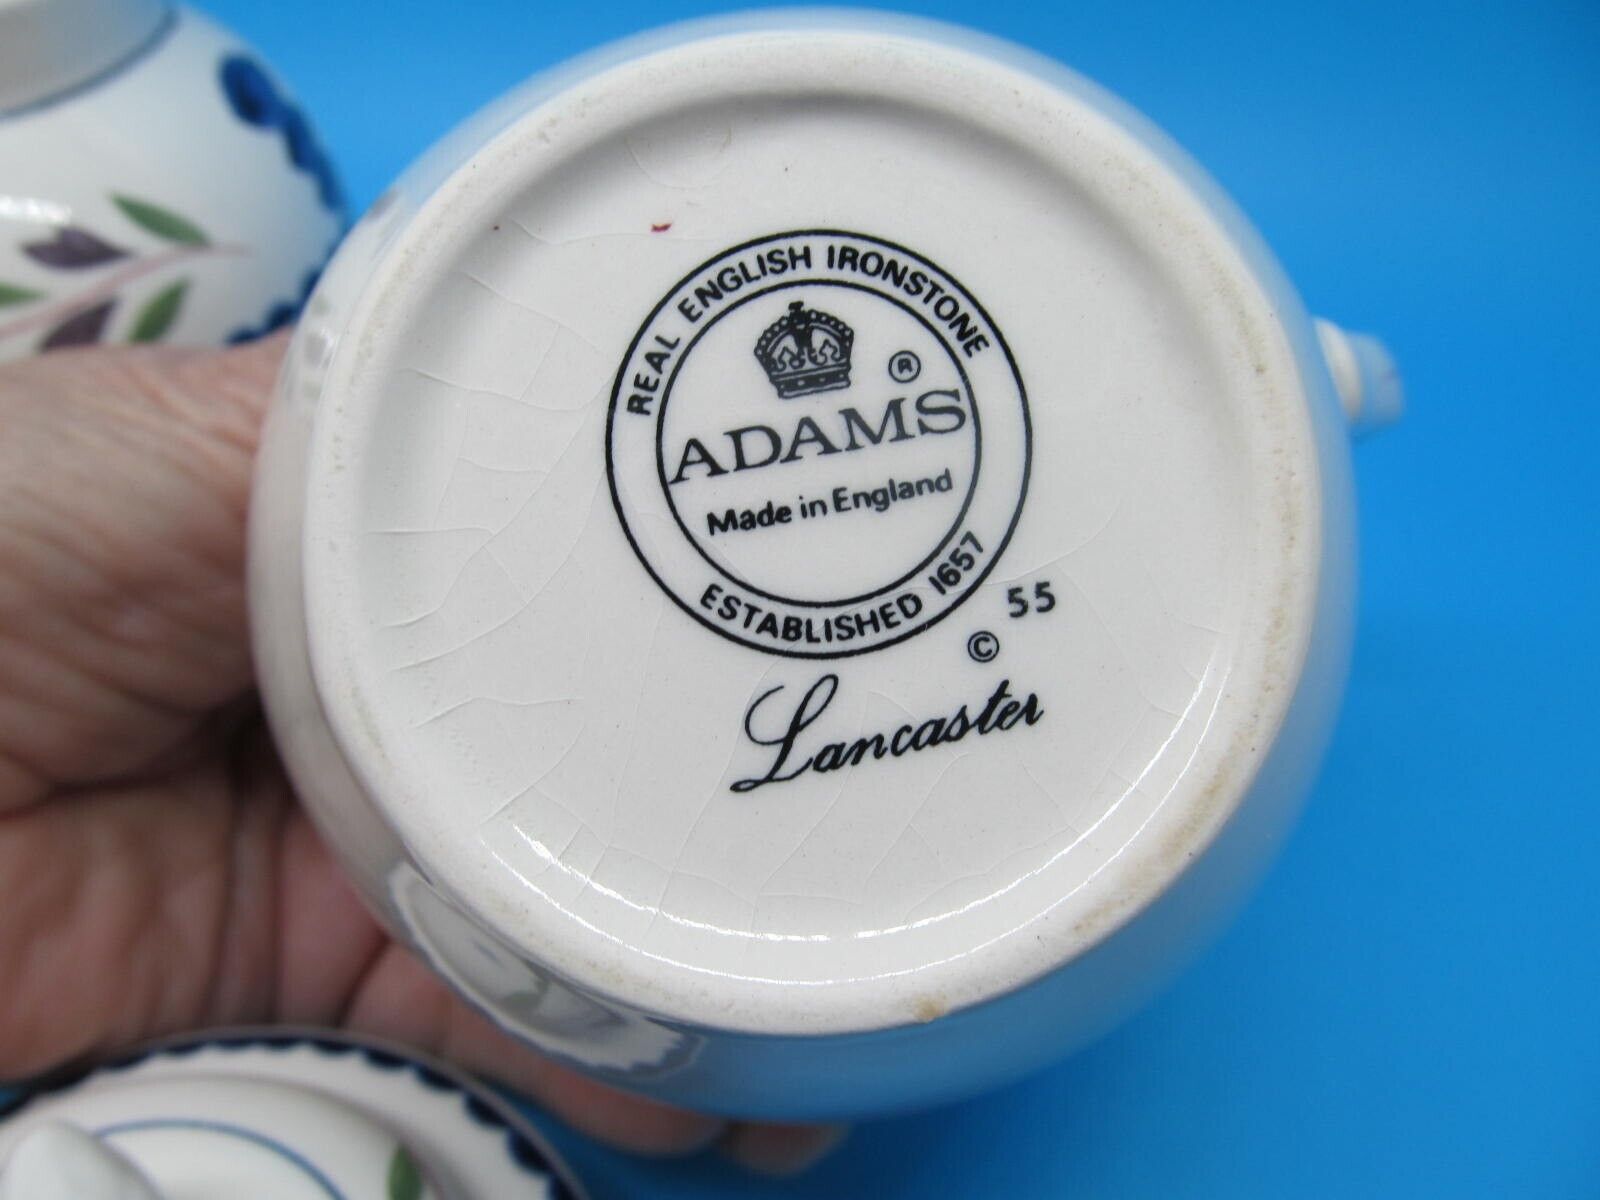 REAL ENGLISH IRONSTONE
®
ADAMS
Made in England
ESTABLISHED 1657
© 55
Lancaster